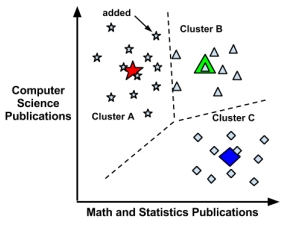 added
Cluster B
Computer
Science
Publications
Cluster A
Cluster C
Math and Statistics Publications